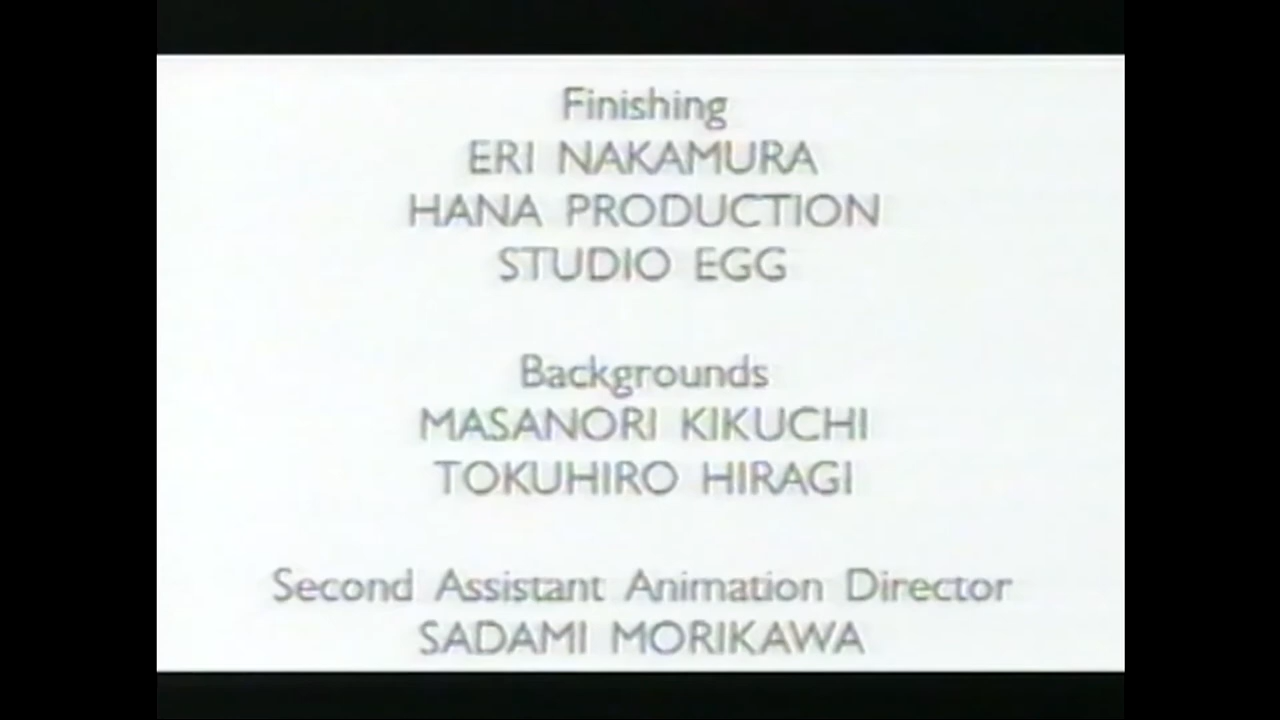 Finishing
ERI NAKAMURA
HANA PRODUCTION
STUDIO EGG
Backgrounds
MASANORI KIKUCHI
TOKUHIRO HIRAGI
Second Assistant Animation Director
SADAMI MORIKAWA